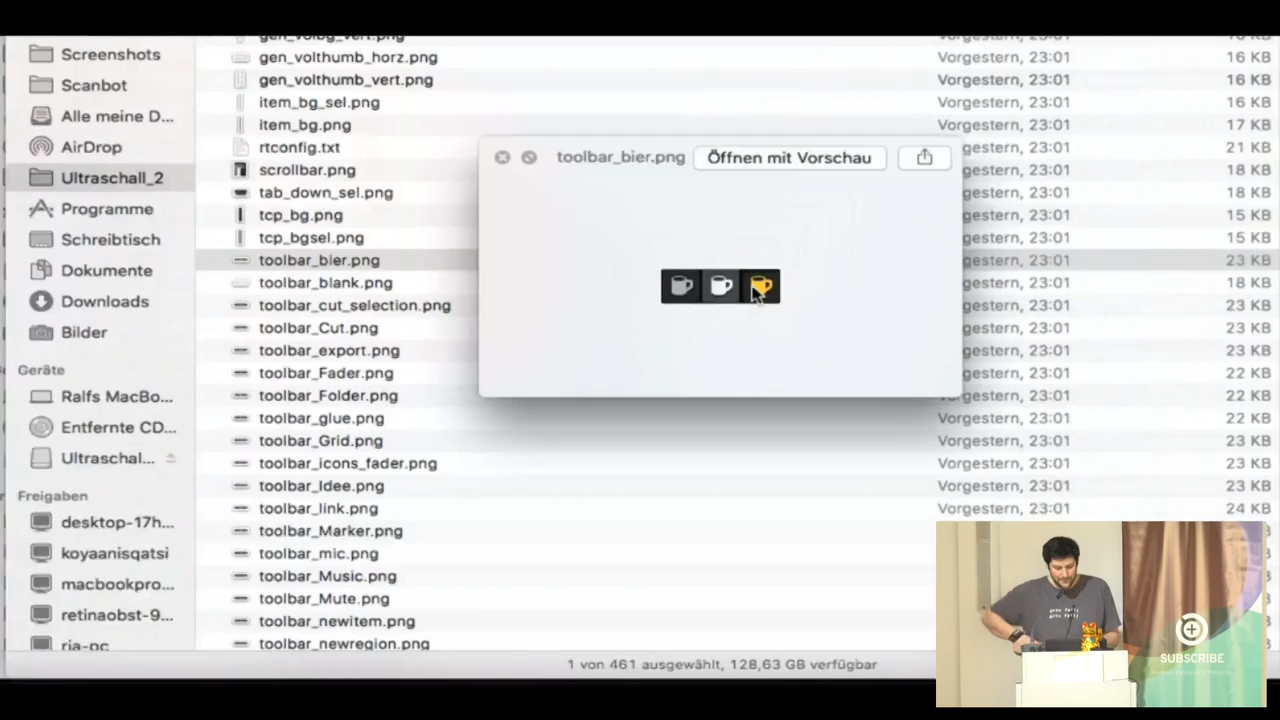 Screenshots
Scanbot
Alle meine D...
AirDrop
Ultraschall_2
Programme
Schreibtisch
Dokumente
Downloads
Bilder
Geräte
Ralfs MacBo...
Entfernte CD...
Ultraschal...
Freigaben
desktop-17h...
koyaanisqatsi
macbookpro...
retinaobst-9...
ria-pc
gen_volbg_vert.png
gen_volthumb_horz.png Vorgestern, 23:01 16 KB
gen_volthumb_vert.png Vorgestern, 23:01 16 KB
item_bg_sel.png Vorgestern, 23:01 16 KB
item_bg.png Vorgestern, 23:01 17 KB
rtconfig.txt 21 KB
scrollbar.png 18 KB
tab_down_sel.png 18 KB
tcp_bg.png 15 KB
tcp_bgsel.png 15 KB
toolbar_bier.png 23 KB
toolbar_blank.png 18 KB
toolbar_cut_selection.png 23 KB
toolbar_Cut.png 23 KB
toolbar_export.png 23 KB
toolbar_Fader.png 22 KB
toolbar_Folder.png 22 KB
toolbar_glue.png Vorgestern, 23:01 22 KB
toolbar_Grid.png Vorgestern, 23:01 23 KB
toolbar_icons_fader.png Vorgestern, 23:01 23 KB
toolbar_Idee.png Vorgestern, 23:01 23 KB
toolbar_link.png Vorgestern, 23:01 24 KB
toolbar_Marker.png
toolbar_mic.png
toolbar_Music.png
toolbar_Mute.png
toolbar_newitem.png
toolbar_newregion.png
toolbar_bier.png Öffnen mit Vorschau
1 von 461 ausgewählt, 128,63 GB verfügbar
SUBSCRIBE